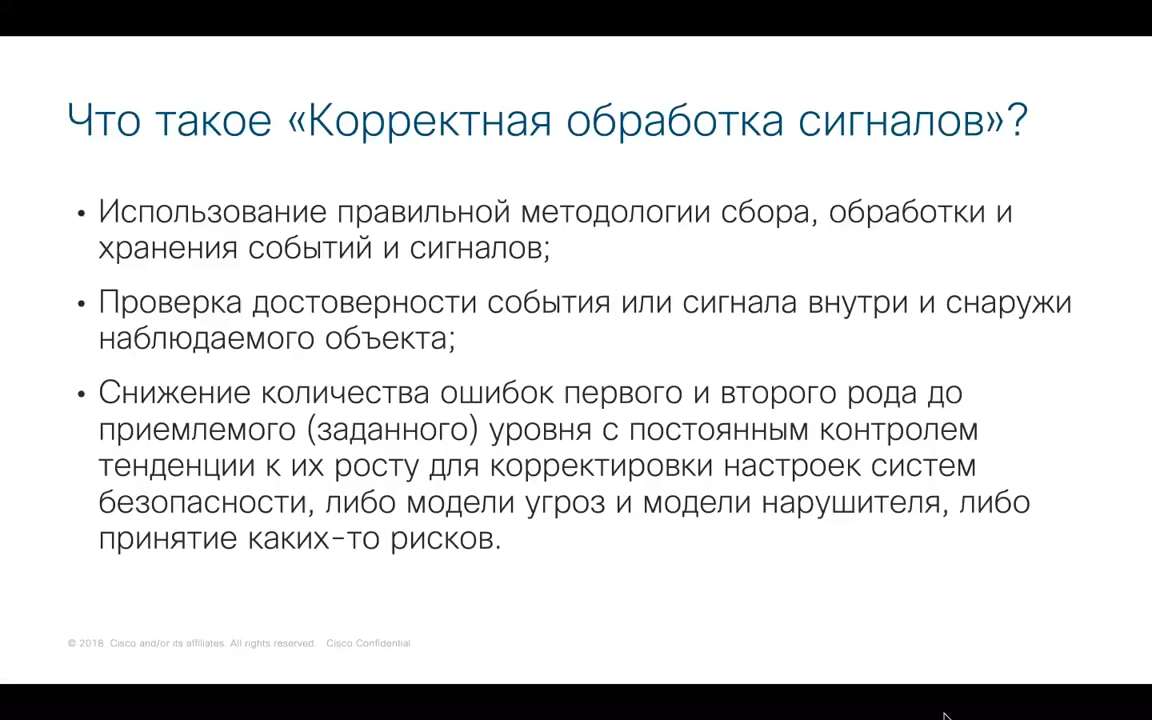 Что такое «Корректная обработка сигналов»?
• Использование правильной методологии сбора, обработки и
хранения событий и сигналов;
• Проверка достоверности события или сигнала внутри и снаружи
наблюдаемого объекта;
• Снижение количества ошибок первого и второго рода до
приемлемого (заданного) уровня с постоянным контролем
тенденции к их росту для корректировки настроек систем
безопасности, либо модели угроз и модели нарушителя, либо
принятие каких-то рисков.
© 2018 Cisco and/or its affiliates. All rights reserved. Cisco Confidential